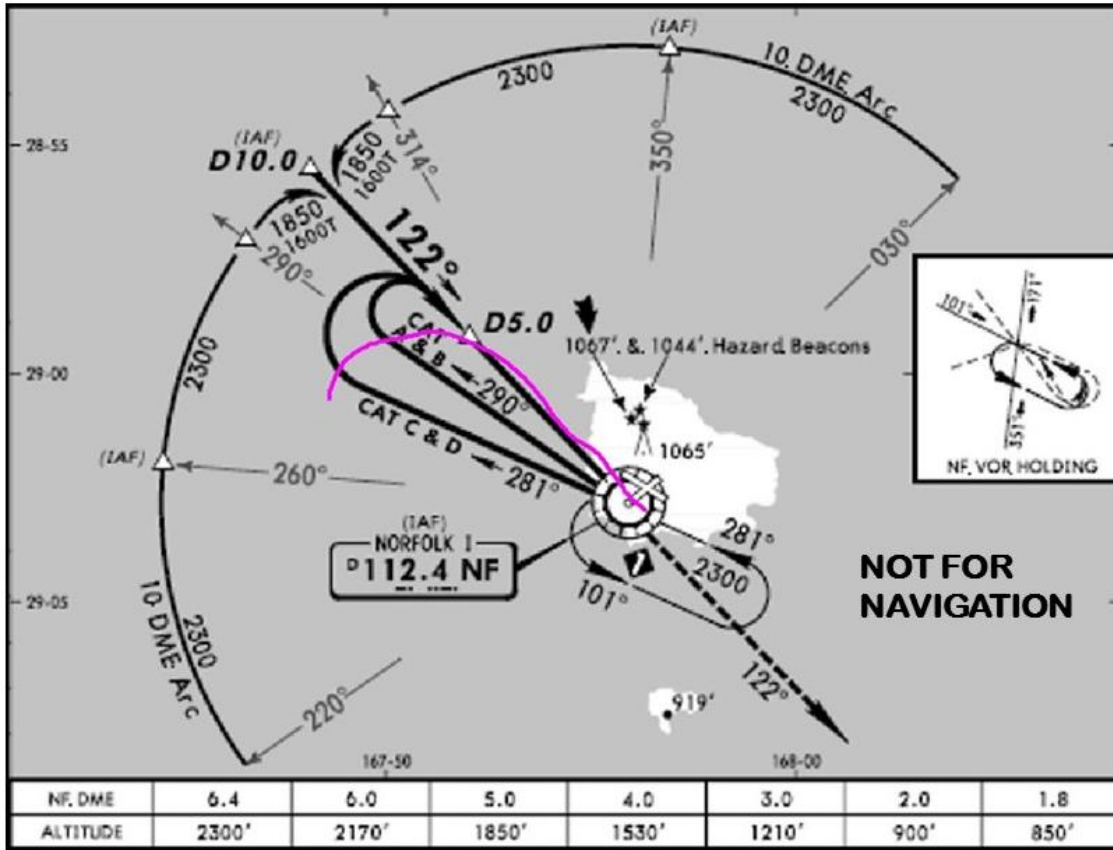 (IAF)
2300
10 DME Arc
2300
28-55
(IAF)
D10.0
314°
1850
1600T
350°
1850
1600T
290°
122°
030°
D5.0
CAT
A & B
290°
1067'. & 1044'. Hazard Beacons
101°
171°
351°
NF. VOR HOLDING
2300
29-00
CAT C & D
281°
1065'
(IAF)
260°
(IAF)
NORFOLK I
D 112.4 NF
281°
2300
101°
NOT FOR
NAVIGATION
29-05
10 DME Arc
2300
122°
220°
919'
167-50
168-00
NF. DME 6.4 6.0 5.0 4.0 3.0 2.0 1.8
ALTITUDE 2300' 2170' 1850' 1530' 1210' 900' 850'